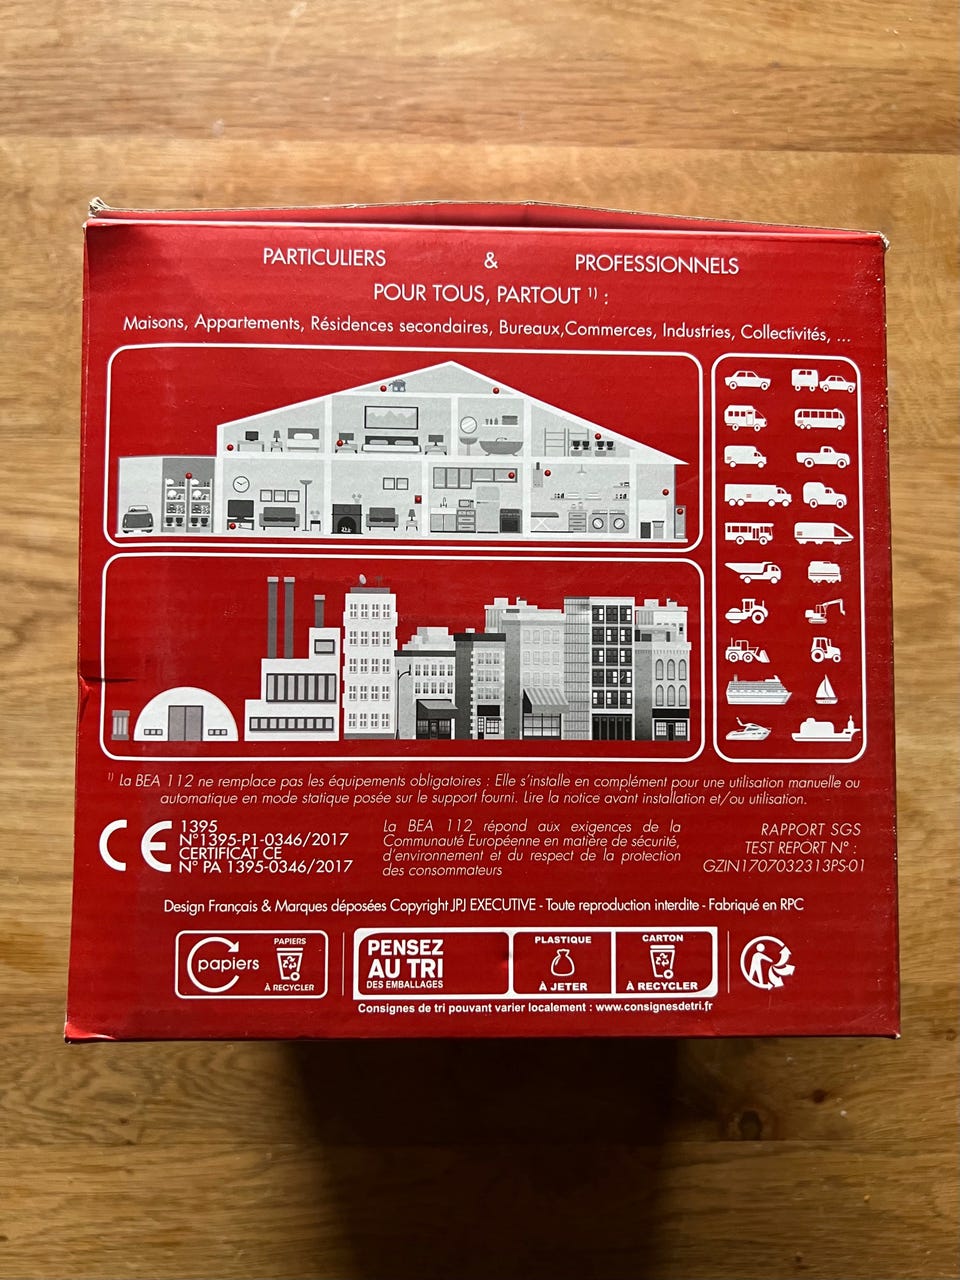 PARTICULIERS & PROFESSIONNELS
POUR TOUS, PARTOUT 1) :
Maisons, Appartements, Résidences secondaires, Bureaux,Commerces, Industries, Collectivités, ...
1) La BEA 112 ne remplace pas les équipements obligatoires : Elle s'installe en complément pour une utilisation manuelle ou
automatique en mode statique posée sur le support fourni. Lire la notice avant installation et/ou utilisation.
CE 1395
N°1395-P1-0346/2017
CERTIFICAT CE
N° PA 1395-0346/2017
La BEA 112 répond aux exigences de la
Communauté Européenne en matière de sécurité,
d'environnement et du respect de la protection
des consommateurs
RAPPORT SGS
TEST REPORT N° :
GZIN1707032313PS-01
Design Français & Marques déposées Copyright JPJ EXECUTIVE - Toute reproduction interdite - Fabriqué en RPC
papiers
PAPIERS
À RECYCLER
PENSEZ
AU TRI
DES EMBALLAGES
PLASTIQUE
À JETER
CARTON
À RECYCLER
Consignes de tri pouvant varier localement : www.consignesdetri.fr